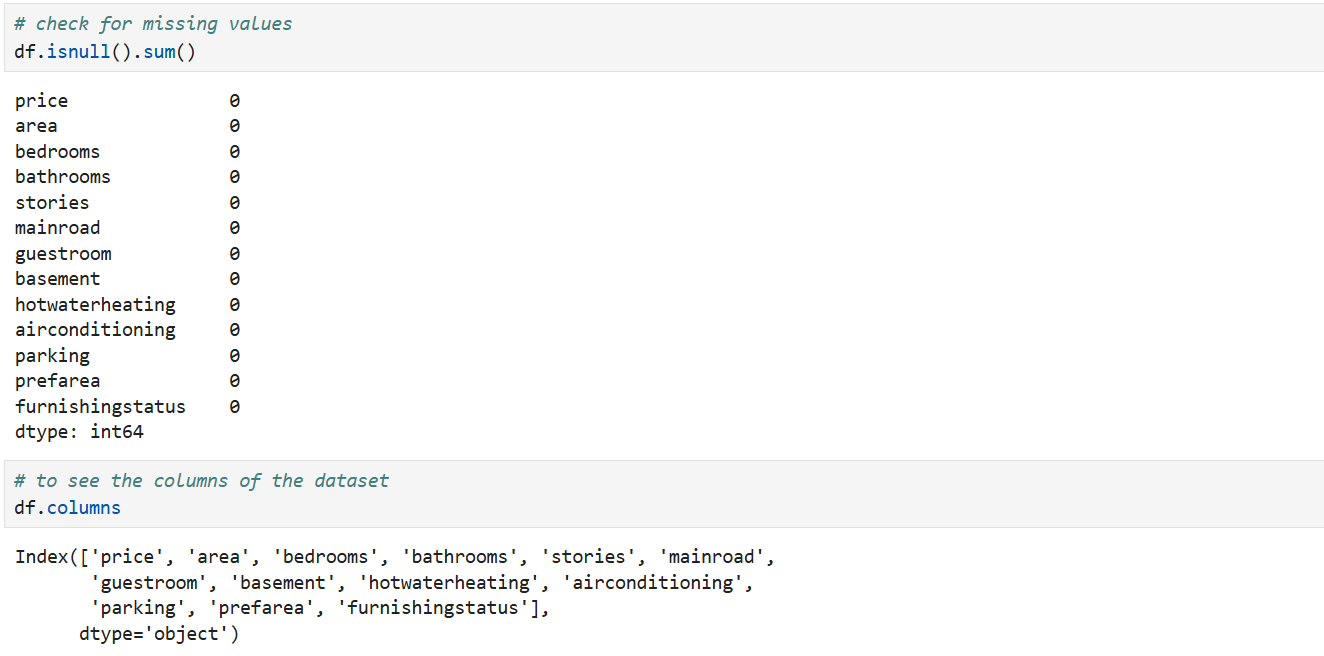 # check for missing values
df.isnull().sum()
price 0
area 0
bedrooms 0
bathrooms 0
stories 0
mainroad 0
guestroom 0
basement 0
hotwaterheating 0
airconditioning 0
parking 0
prefarea 0
furnishingstatus 0
dtype: int64
# to see the columns of the dataset
df.columns
Index(['price', 'area', 'bedrooms', 'bathrooms', 'stories', 'mainroad',
'guestroom', 'basement', 'hotwaterheating', 'airconditioning',
'parking', 'prefarea', 'furnishingstatus'],
dtype='object')